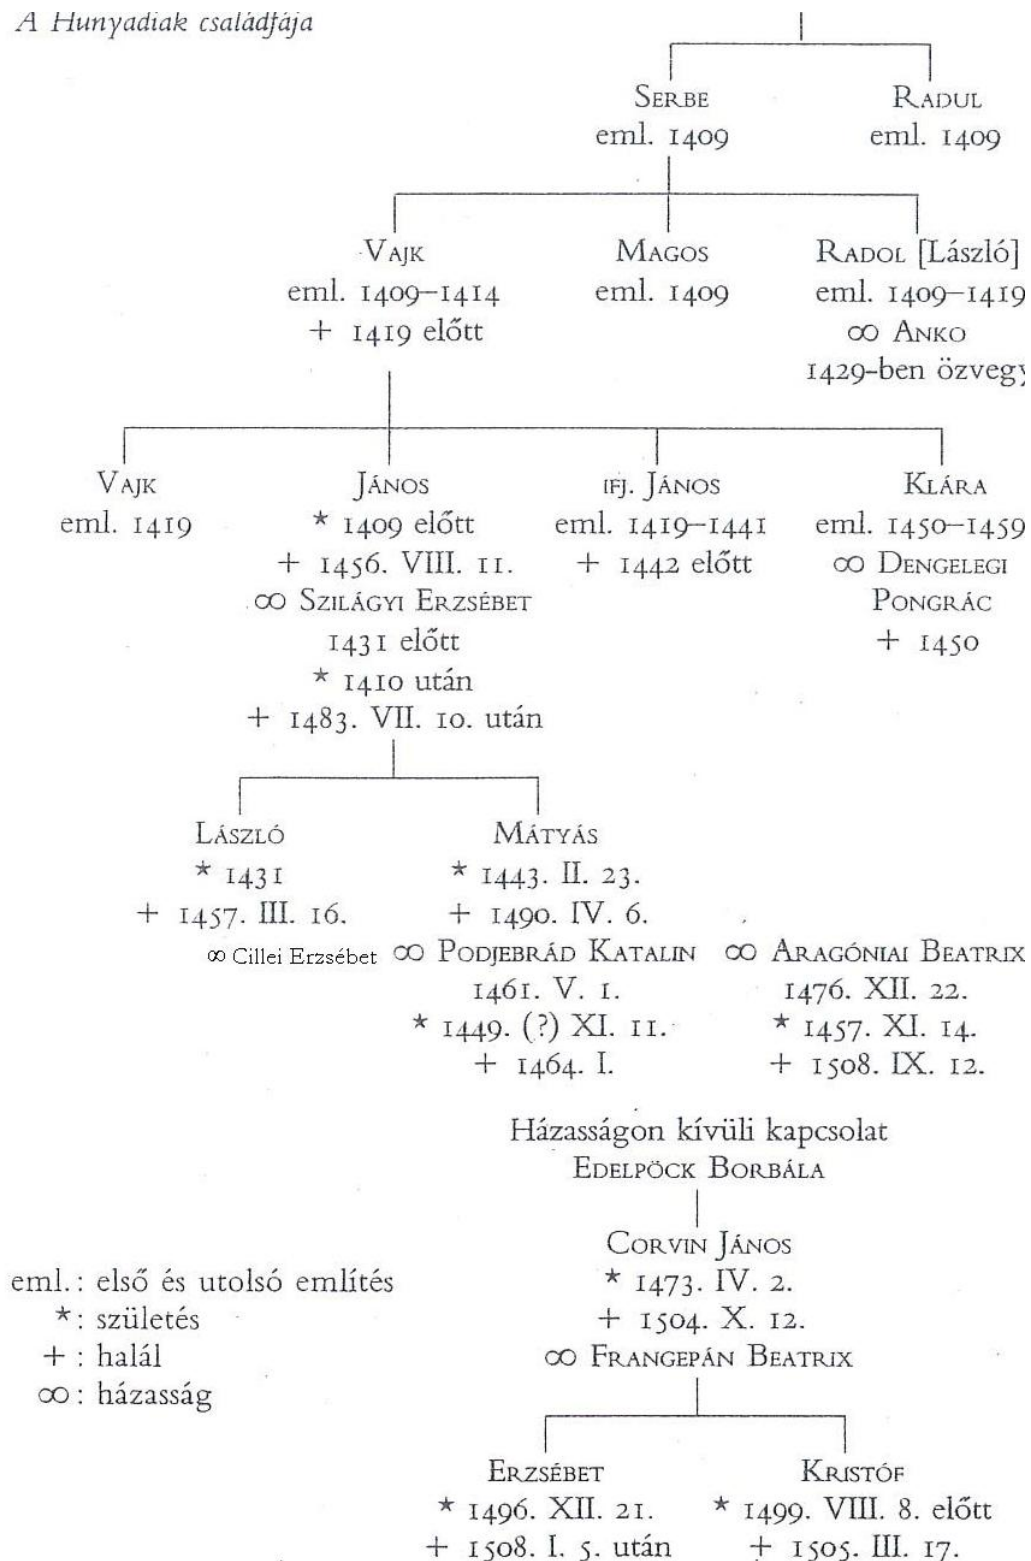 A Hunyadiak családfája
SERBE
eml. 1409
RADUL
eml. 1409
VAJK
eml. 1409–1414
+ 1419 előtt
MAGOS
eml. 1409
RADOL [László]
eml. 1409–1419
∞ ANKO
1429-ben özvegy
VAJK
eml. 1419
JÁNOS
* 1409 előtt
+ 1456. VIII. 11.
∞ SZILÁGYI ERZSÉBET
1431 előtt
* 1410 után
+ 1483. VII. 10. után
IFJ. JÁNOS
eml. 1419–1441
+ 1442 előtt
KLÁRA
eml. 1450–1459
∞ DENGELEGI
PONGRÁC
+ 1450
LÁSZLÓ
* 1431
+ 1457. III. 16.
∞ Cillei Erzsébet
MÁTYÁS
* 1443. II. 23.
+ 1490. IV. 6.
∞ PODJEBRÁD KATALIN
1461. V. 1.
* 1449. (?) XI. 11.
+ 1464. I.
∞ ARAGÓNIAI BEATRIX
1476. XII. 22.
* 1457. XI. 14.
+ 1508. IX. 12.
Házasságon kívüli kapcsolat
EDELPÖCK BORBÁLA
CORVIN JÁNOS
* 1473. IV. 2.
+ 1504. X. 12.
∞ FRANGEPÁN BEATRIX
ERZSÉBET
* 1496. XII. 21.
+ 1508. I. 5. után
KRISTÓF
* 1499. VIII. 8. előtt
+ 1505. III. 17.
eml.: első és utolsó említés
*: születés
+ : halál
∞: házasság